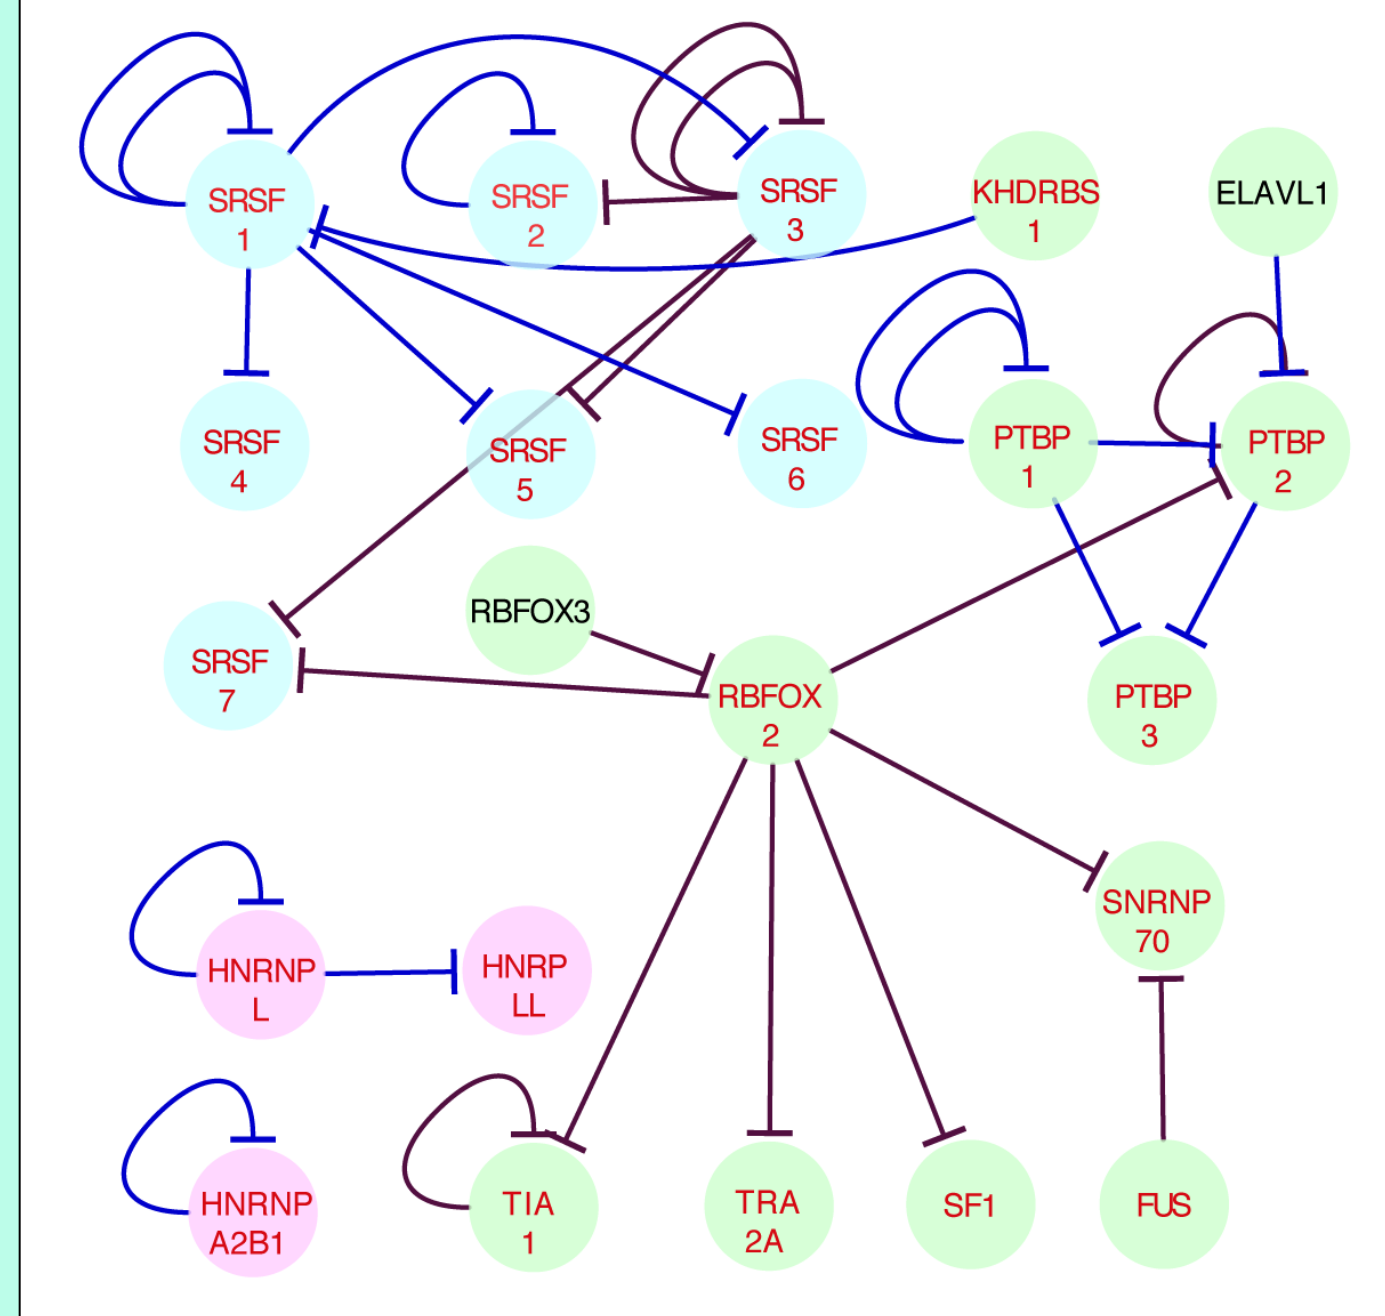 SRSF
1
SRSF
2
SRSF
3
KHDRBS
1
ELAVL1
SRSF
4
SRSF
5
SRSF
6
PTBP
1
PTBP
2
SRSF
7
RBFOX3
RBFOX
2
PTBP
3
HNRNP
L
HNRP
LL
SNRNP
70
HNRNP
A2B1
TIA
1
TRA
2A
SF1
FUS